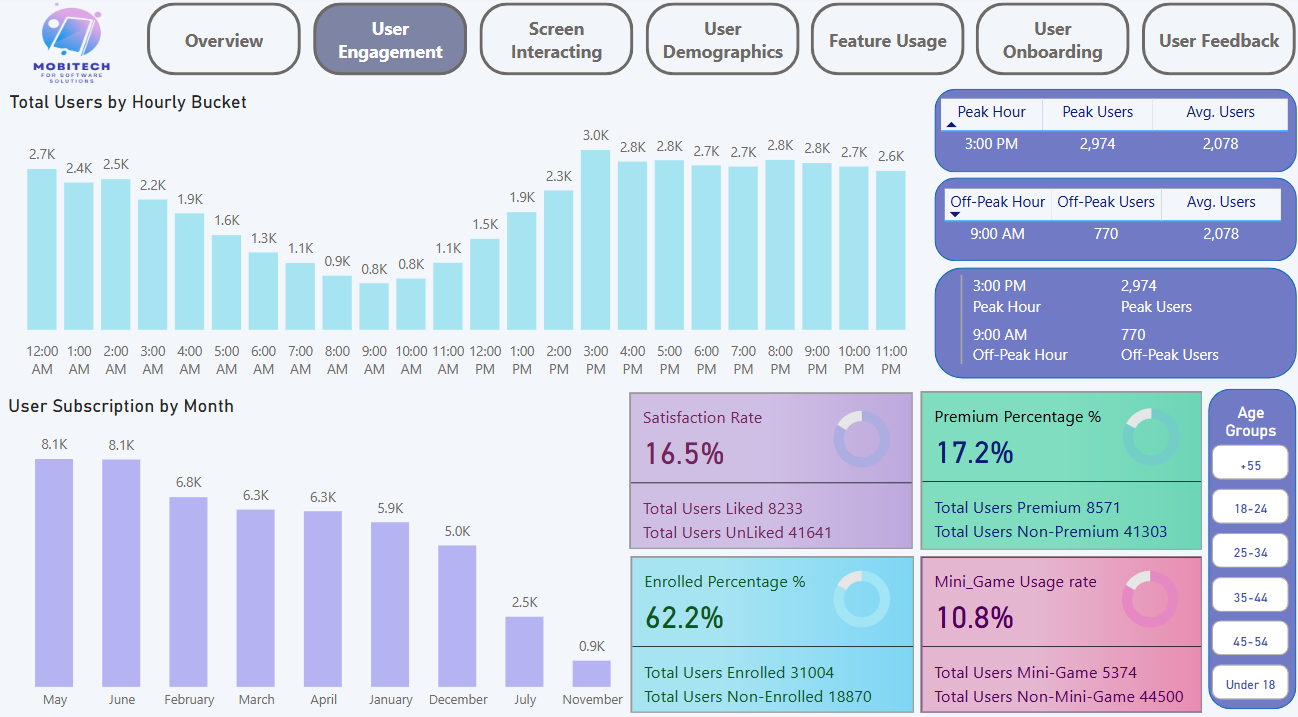 MOBITECH
FOR SOFTWARE
SOLUTIONS
Overview
User
Engagement
Screen
Interacting
User
Demographics
Feature Usage
User
Onboarding
User Feedback
Total Users by Hourly Bucket
2.7K
2.4K
2.5K
2.2K
1.9K
1.6K
1.3K
1.1K
0.9K
0.8K
0.8K
1.1K
1.5K
1.9K
2.3K
3.0K
2.8K
2.8K
2.7K
2.7K
2.8K
2.8K
2.7K
2.6K
12:00 1:00 2:00 3:00 4:00 5:00 6:00 7:00 8:00 9:00 10:00 11:00 12:00 1:00 2:00 3:00 4:00 5:00 6:00 7:00 8:00 9:00 10:00 11:00
AM AM AM AM AM AM AM AM AM AM AM AM PM PM PM PM PM PM PM PM PM PM PM PM
Peak Hour Peak Users Avg. Users
3:00 PM 2,974 2,078
Off-Peak Hour Off-Peak Users Avg. Users
9:00 AM 770 2,078
3:00 PM 2,974
Peak Hour Peak Users
9:00 AM 770
Off-Peak Hour Off-Peak Users
User Subscription by Month
8.1K
8.1K
6.8K
6.3K
6.3K
5.9K
5.0K
2.5K
0.9K
May June February March April January December July November
Satisfaction Rate
16.5%
Total Users Liked 8233
Total Users UnLiked 41641
Premium Percentage %
17.2%
Total Users Premium 8571
Total Users Non-Premium 41303
Enrolled Percentage %
62.2%
Total Users Enrolled 31004
Total Users Non-Enrolled 18870
Mini_Game Usage rate
10.8%
Total Users Mini-Game 5374
Total Users Non-Mini-Game 44500
Age
Groups
+55
18-24
25-34
35-44
45-54
Under 18